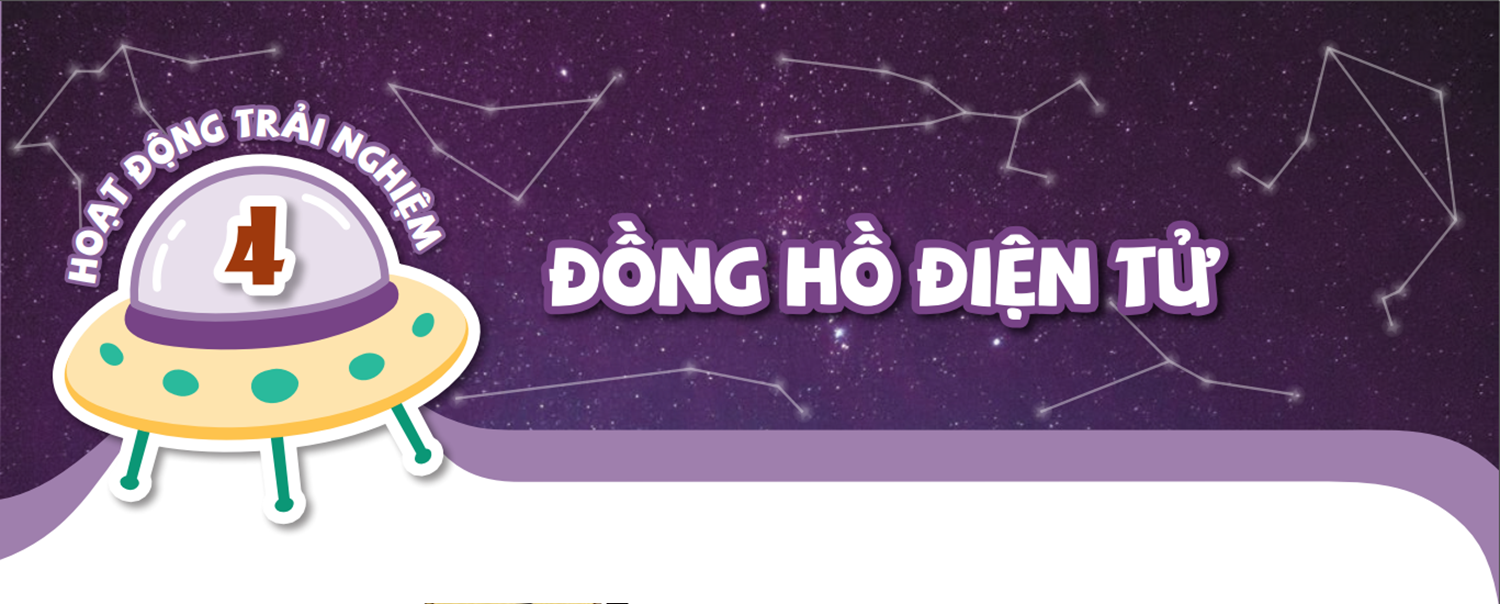 HOẠT ĐỘNG TRẢI NGHIỆM
4
ĐỒNG HỒ ĐIỆN TỬ